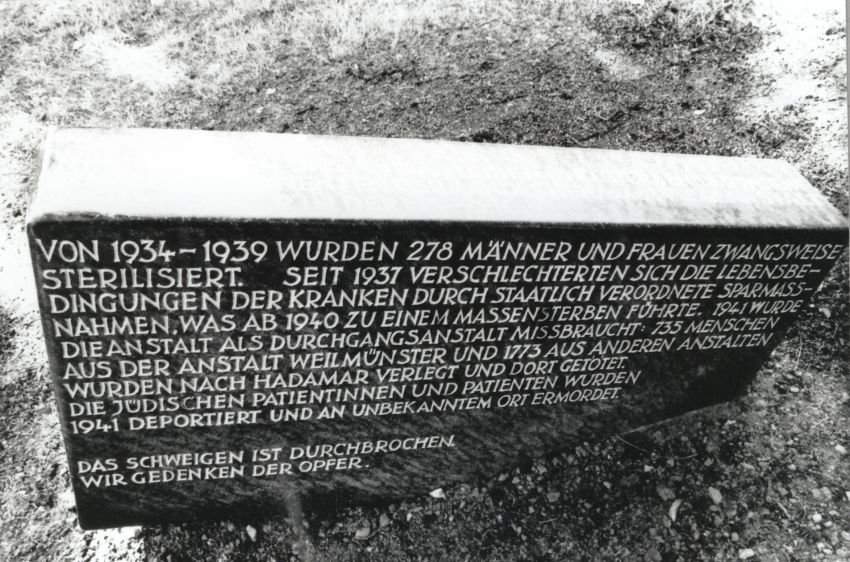 VON 1934–1939 WURDEN 278 MÄNNER UND FRAUEN ZWANGSWEISE
STERILISIERT. SEIT 1937 VERSCHLECHTERTEN SICH DIE LEBENSBE–
DINGUNGEN DER KRANKEN DURCH STAATLICH VERORDNETE SPARMASS–
NAHMEN, WAS AB 1940 ZU EINEM MASSENSTERBEN FÜHRTE. 1941 WURDE
DIE ANSTALT ALS DURCHGANGSANSTALT MISSBRAUCHT: 735 MENSCHEN
AUS DER ANSTALT WEILMÜNSTER UND 1773 AUS ANDEREN ANSTALTEN
WURDEN NACH HADAMAR VERLEGT UND DORT GETÖTET.
DIE JÜDISCHEN PATIENTINNEN UND PATIENTEN WURDEN
1941 DEPORTIERT UND AN UNBEKANNTEM ORT ERMORDET.
DAS SCHWEIGEN IST DURCHBROCHEN.
WIR GEDENKEN DER OPFER.